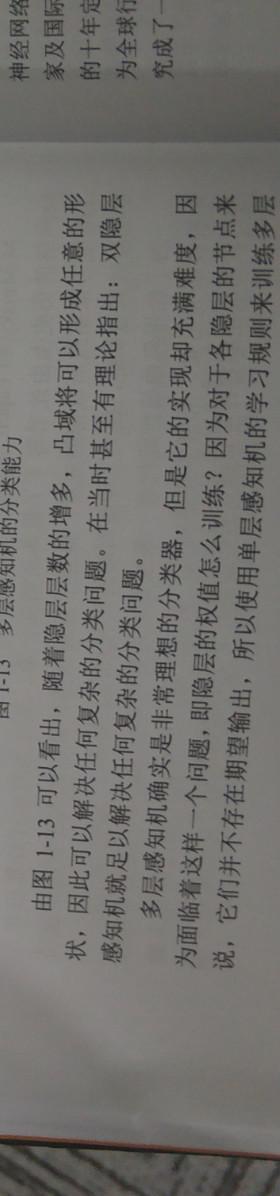 图 1-13 多层感知机的分类能力
由图 1-13 可以看出，随着隐层层数的增多，凸域将可以形成任意的形
状，因此可以解决任何复杂的分类问题。在当时甚至有理论指出：双隐层
感知机就足以解决任何复杂的分类问题。
多层感知机确实是非常理想的分类器，但是它的实现却充满难度，因
为面临着这样一个问题，即隐层的权值怎么训练？因为对于各隐层的节点来
说，它们并不存在期望输出，所以使用单层感知机的学习规则来训练多层
神经网络
家及国际
的十年定
为全球行
究成了一